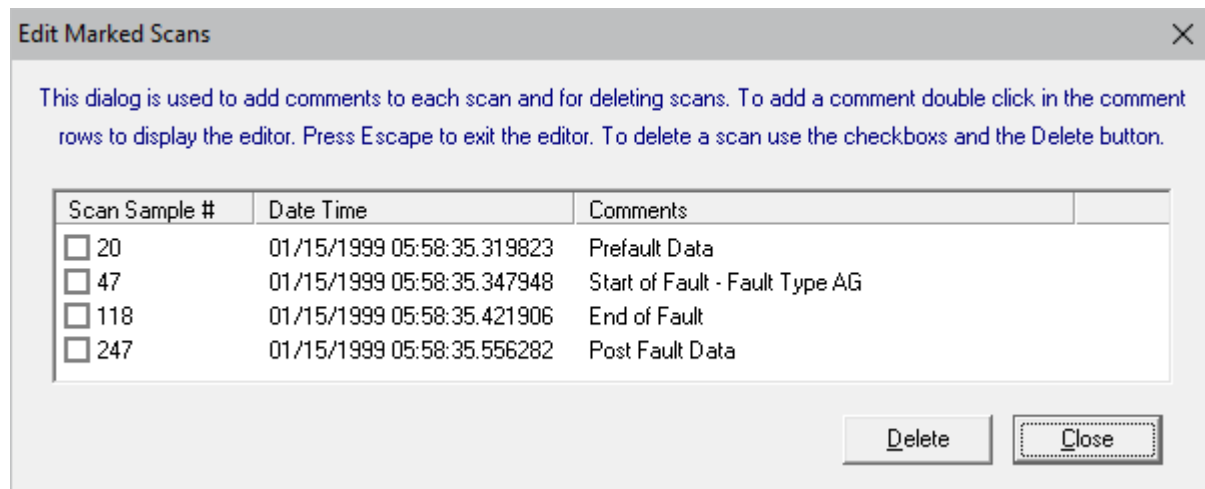 Edit Marked Scans
This dialog is used to add comments to each scan and for deleting scans. To add a comment double click in the comment
rows to display the editor. Press Escape to exit the editor. To delete a scan use the checkboxs and the Delete button.
Scan Sample # Date Time Comments
20 01/15/1999 05:58:35.319823 Prefault Data
47 01/15/1999 05:58:35.347948 Start of Fault - Fault Type AG
118 01/15/1999 05:58:35.421906 End of Fault
247 01/15/1999 05:58:35.556282 Post Fault Data
Delete Close